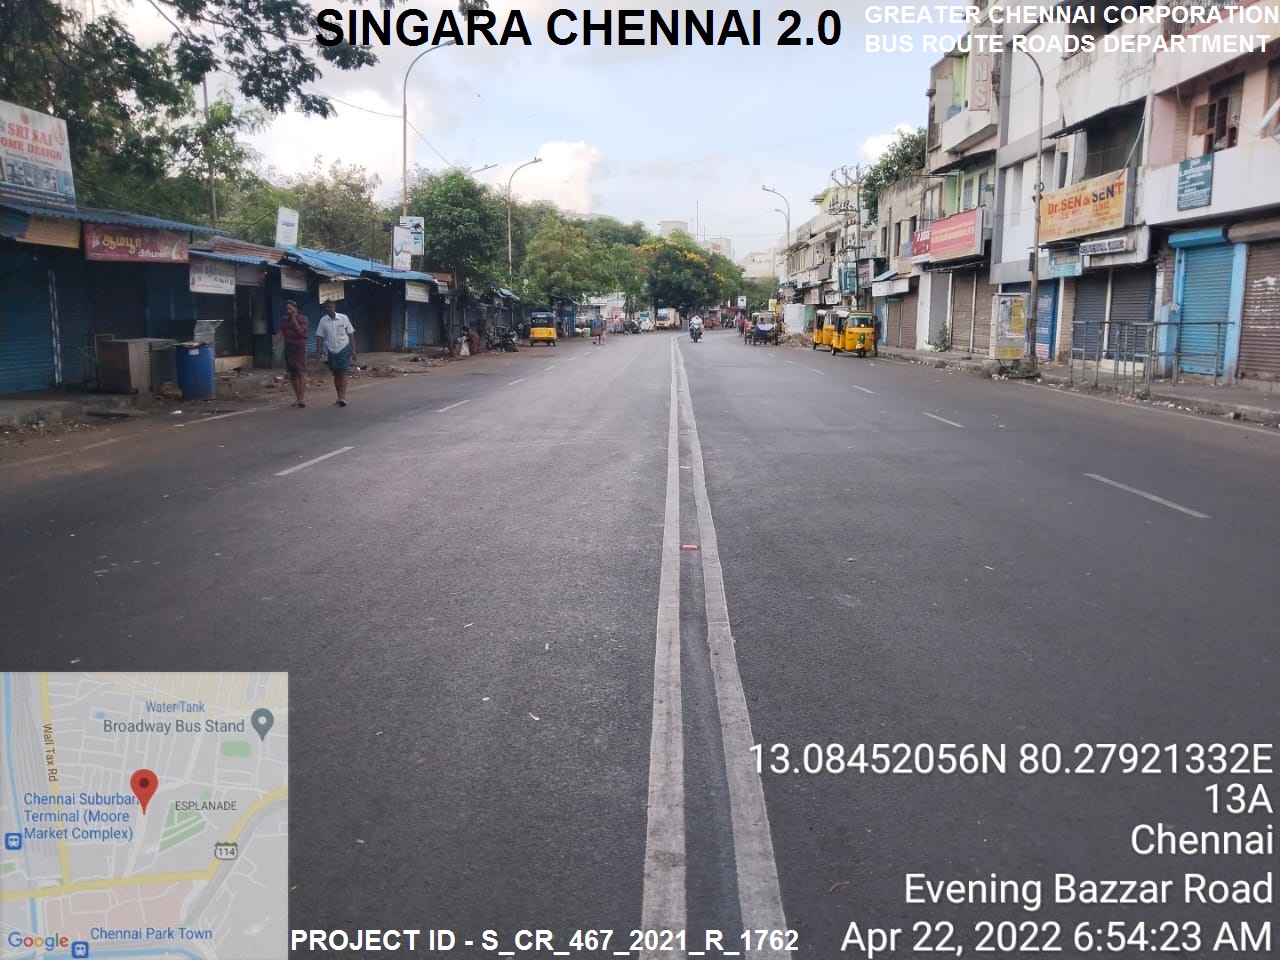 SINGARA CHENNAI 2.0
GREATER CHENNAI CORPORATION
BUS ROUTE ROADS DEPARTMENT
SRI SAI
OME DESIGN
ஆம்பூர்
பிரியாணி
Dr. SEN & SENT
Water Tank
Broadway Bus Stand
Wall Tax Rd
Chennai Suburban
Terminal (Moore
Market Complex)
ESPLANADE
114
Chennai Park Town
Google
13.08452056N 80.27921332E
13A
Chennai
Evening Bazzar Road
Apr 22, 2022 6:54:23 AM
PROJECT ID - S_CR_467_2021_R_1762